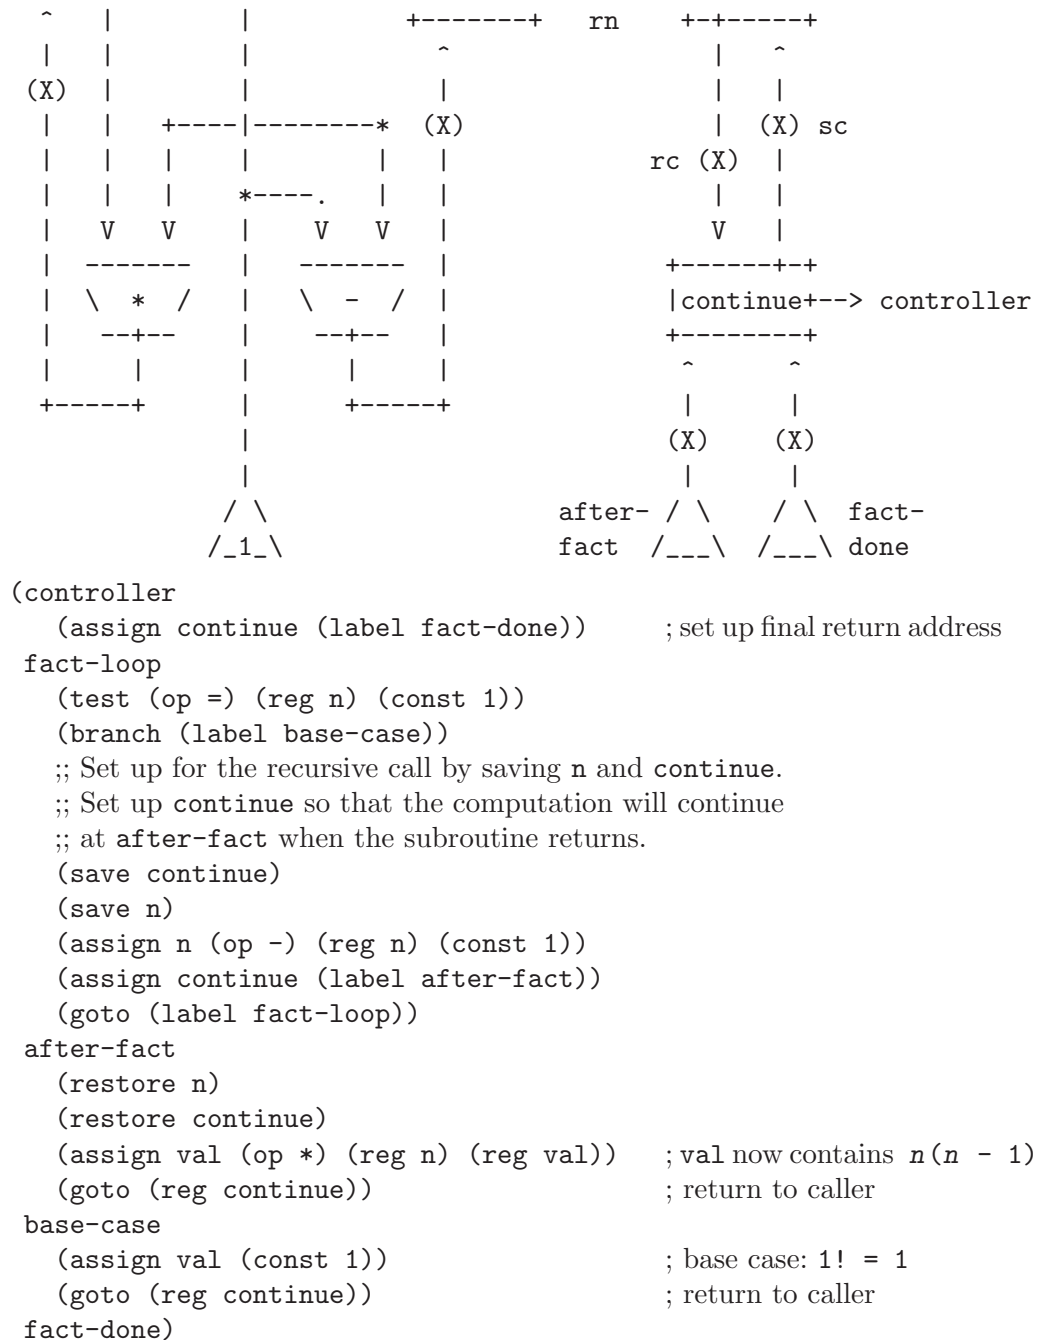 ^   |        |          +-------+   rn    +-+-----+
  |   |        |            ^                 |   ^
 (X)  |        |            |                 |   |
  |   |   +----|--------*  (X)                |  (X) sc
  |   |   |    |        |   |             rc (X)  |
  |   |   |    *----.   |   |                 |   |
  |   V   V    |    V   V   |                 V   |
  |  -------   |   -------  |              +------+-+
  |  \  *  /   |   \  -  /  |              |continue+--> controller
  |   --+--    |    --+--   |              +--------+
  |     |      |      |     |               ^      ^
  +-----+      |      +-----+               |      |
               |                           (X)    (X)
               |                            |      |
              / \                   after- / \    / \  fact-
             /_1_\                  fact  /___\  /___\ done
(controller
   (assign continue (label fact-done))     ; set up final return address
 fact-loop
   (test (op =) (reg n) (const 1))
   (branch (label base-case))
   ;; Set up for the recursive call by saving n and continue.
   ;; Set up continue so that the computation will continue
   ;; at after-fact when the subroutine returns.
   (save continue)
   (save n)
   (assign n (op -) (reg n) (const 1))
   (assign continue (label after-fact))
   (goto (label fact-loop))
 after-fact
   (restore n)
   (restore continue)
   (assign val (op *) (reg n) (reg val))   ; val now contains n(n - 1)
   (goto (reg continue))                   ; return to caller
 base-case
   (assign val (const 1))                  ; base case: 1! = 1
   (goto (reg continue))                   ; return to caller
 fact-done)